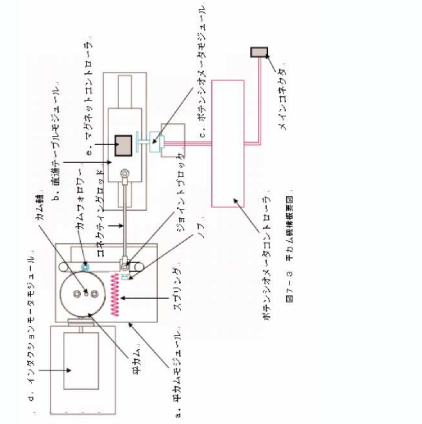 d．インダクションモータモジュール．
カム軸．
b．直進テーブルモジュール．
カムフォロワー
コネクティングロッド
e．マグネットコントローラ．
c．ポテンシオメータモジュール
メインコネクタ．
平カム．
a．平カムモジュール．
スプリング．
ノブ．
ジョイントブロック．
ポテンシオメータコントローラ．
図7－3　平カム機構概要図．